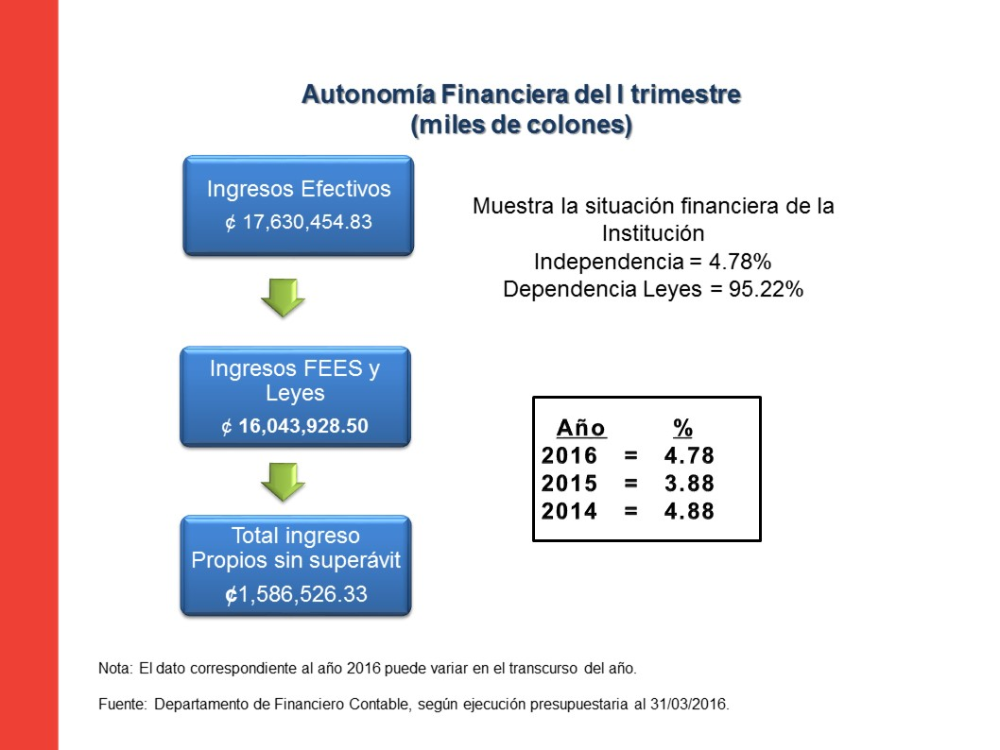 Autonomía Financiera del I trimestre
(miles de colones)
Ingresos Efectivos
¢ 17,630,454.83
Muestra la situación financiera de la
Institución
Independencia = 4.78%
Dependencia Leyes = 95.22%
Ingresos FEES y
Leyes
¢ 16,043,928.50
Año %
2016 = 4.78
2015 = 3.88
2014 = 4.88
Total ingreso
Propios sin superávit
¢1,586,526.33
Nota: El dato correspondiente al año 2016 puede variar en el transcurso del año.
Fuente: Departamento de Financiero Contable, según ejecución presupuestaria al 31/03/2016.